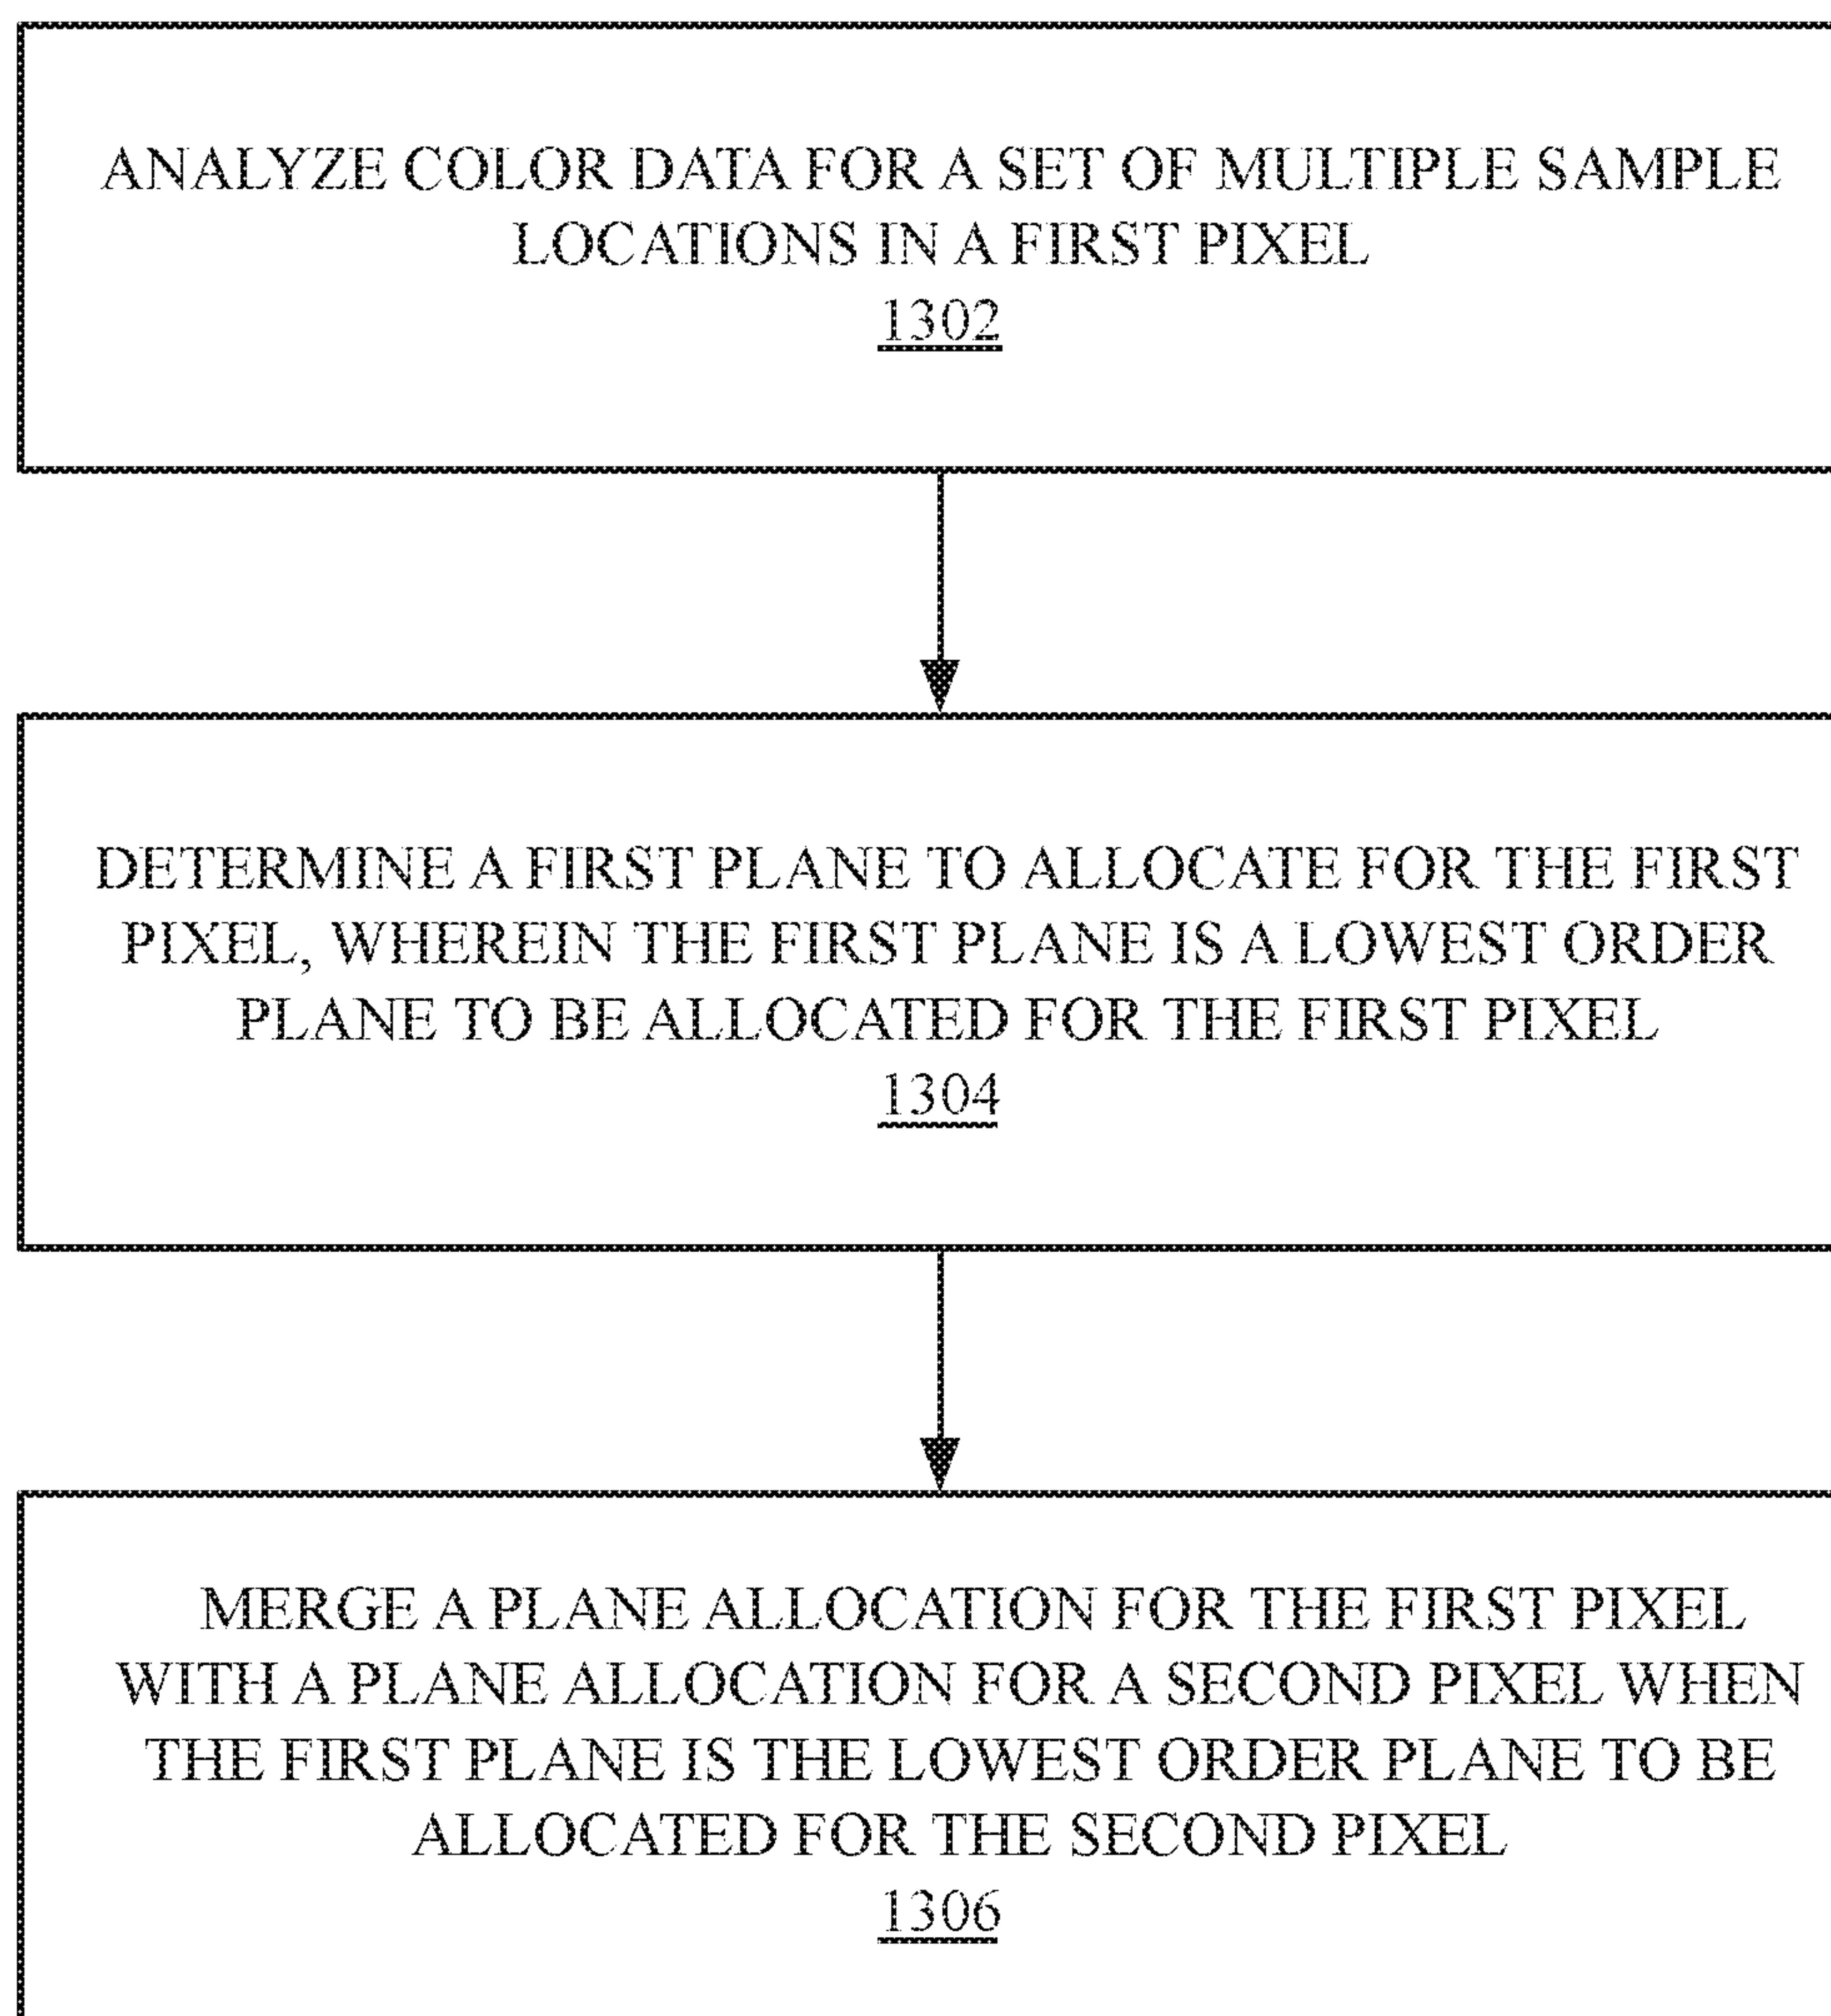 ANALYZE COLOR DATA FOR A SET OF MULTIPLE SAMPLE
LOCATIONS IN A FIRST PIXEL
1302
DETERMINE A FIRST PLANE TO ALLOCATE FOR THE FIRST
PIXEL, WHEREIN THE FIRST PLANE IS A LOWEST ORDER
PLANE TO BE ALLOCATED FOR THE FIRST PIXEL
1304
MERGE A PLANE ALLOCATION FOR THE FIRST PIXEL
WITH A PLANE ALLOCATION FOR A SECOND PIXEL WHEN
THE FIRST PLANE IS THE LOWEST ORDER PLANE TO BE
ALLOCATED FOR THE SECOND PIXEL
1306